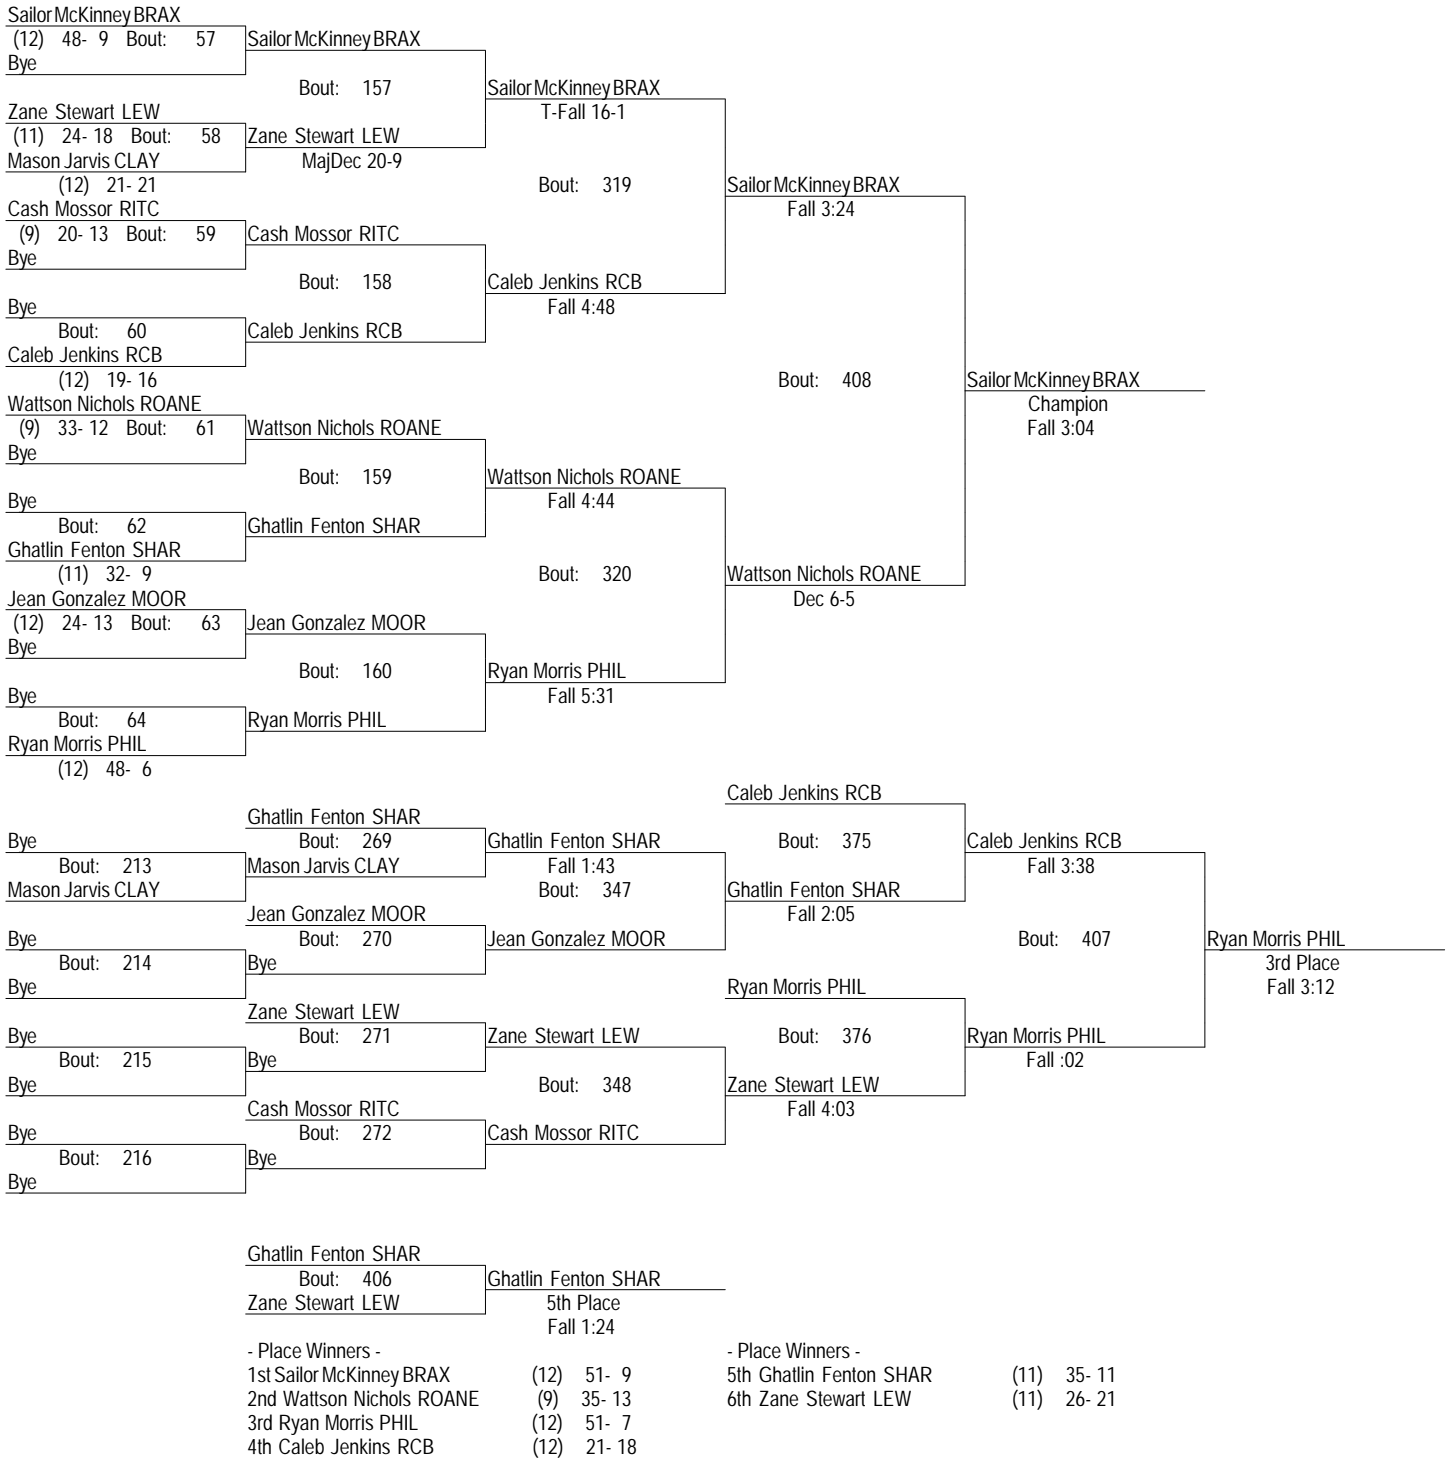 Sailor McKinney BRAX
(12) 48- 9 Bout: 57 Sailor McKinney BRAX
Bye
Bout: 157 Sailor McKinney BRAX
Zane Stewart LEW T-Fall 16-1
(11) 24- 18 Bout: 58 Zane Stewart LEW
Mason Jarvis CLAY MajDec 20-9
(12) 21- 21 Bout: 319 Sailor McKinney BRAX
Cash Mossor RITC Fall 3:24
(9) 20- 13 Bout: 59 Cash Mossor RITC
Bye
Bout: 158 Caleb Jenkins RCB
Bye Fall 4:48
Bout: 60 Caleb Jenkins RCB
Caleb Jenkins RCB
(12) 19- 16 Bout: 408 Sailor McKinney BRAX
Wattson Nichols ROANE Champion
(9) 33- 12 Bout: 61 Wattson Nichols ROANE Fall 3:04
Bye
Bout: 159 Wattson Nichols ROANE
Bye Fall 4:44
Bout: 62 Ghatlin Fenton SHAR
Ghatlin Fenton SHAR
(11) 32- 9 Bout: 320 Wattson Nichols ROANE
Jean Gonzalez MOOR Dec 6-5
(12) 24- 13 Bout: 63 Jean Gonzalez MOOR
Bye
Bout: 160 Ryan Morris PHIL
Bye Fall 5:31
Bout: 64 Ryan Morris PHIL
Ryan Morris PHIL
(12) 48- 6
Caleb Jenkins RCB
Ghatlin Fenton SHAR
Bye Bout: 269 Ghatlin Fenton SHAR Bout: 375 Caleb Jenkins RCB
Bout: 213 Mason Jarvis CLAY Fall 1:43 Fall 3:38
Mason Jarvis CLAY Bout: 347 Ghatlin Fenton SHAR
Jean Gonzalez MOOR Fall 2:05
Bye Bout: 270 Jean Gonzalez MOOR Bout: 407 Ryan Morris PHIL
Bout: 214 Bye 3rd Place
Bye Ryan Morris PHIL Fall 3:12
Zane Stewart LEW
Bye Bout: 271 Zane Stewart LEW Bout: 376 Ryan Morris PHIL
Bout: 215 Bye Fall :02
Bye Bout: 348 Zane Stewart LEW
Cash Mossor RITC Fall 4:03
Bye Bout: 272 Cash Mossor RITC
Bout: 216 Bye
Bye
Ghatlin Fenton SHAR
Bout: 406 Ghatlin Fenton SHAR
Zane Stewart LEW 5th Place
Fall 1:24
- Place Winners - - Place Winners -
1st Sailor McKinney BRAX (12) 51- 9 5th Ghatlin Fenton SHAR (11) 35- 11
2nd Wattson Nichols ROANE (9) 35- 13 6th Zane Stewart LEW (11) 26- 21
3rd Ryan Morris PHIL (12) 51- 7
4th Caleb Jenkins RCB (12) 21- 18